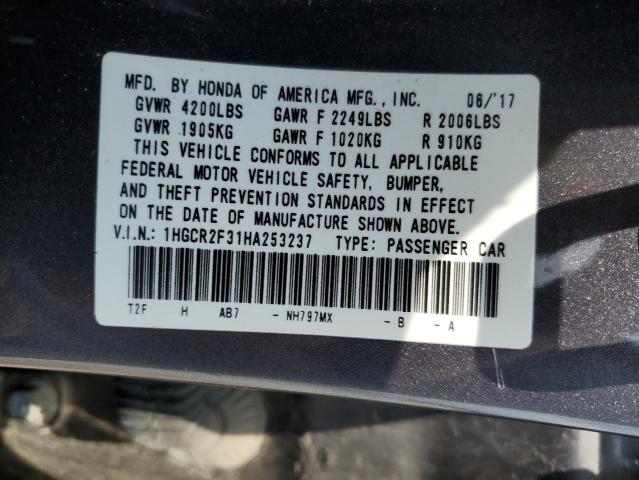 MFD. BY HONDA OF AMERICA MFG., INC. 06/'17
GVWR 4200LBS GAWR F 2249LBS R 2006LBS
GVWR 1905KG GAWR F 1020KG R 910KG
THIS VEHICLE CONFORMS TO ALL APPLICABLE
FEDERAL MOTOR VEHICLE SAFETY, BUMPER,
AND THEFT PREVENTION STANDARDS IN EFFECT
ON THE DATE OF MANUFACTURE SHOWN ABOVE.
V.I.N.: 1HGCR2F31HA253237 TYPE: PASSENGER CAR
T2F H AB7 - NH797MX - B - A